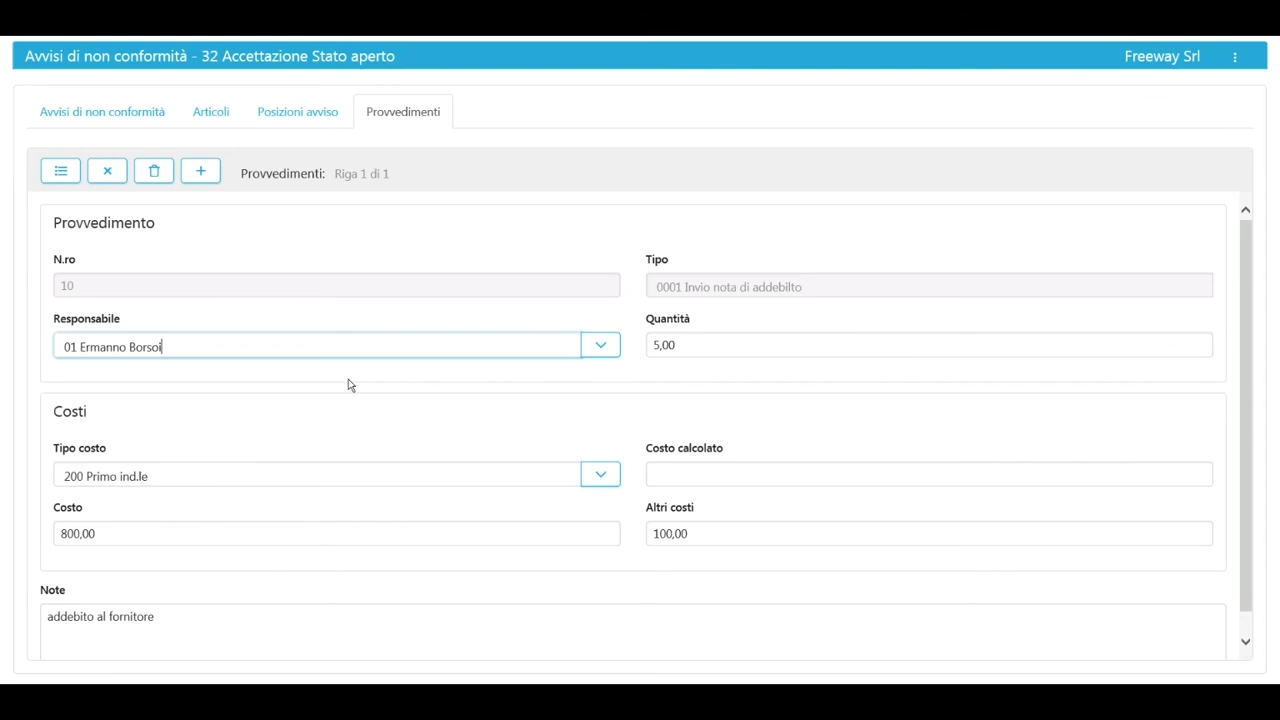 Avvisi di non conformità - 32 Accettazione Stato aperto
Freeway Srl
Avvisi di non conformità
Articoli
Posizioni avviso
Provvedimenti
Provvedimenti: Riga 1 di 1
Provvedimento
N.ro
Tipo
10
0001 Invio nota di addebilto
Responsabile
Quantità
01 Ermanno Borsoi
5,00
Costi
Tipo costo
Costo calcolato
200 Primo ind.le
Costo
Altri costi
800,00
100,00
Note
addebito al fornitore